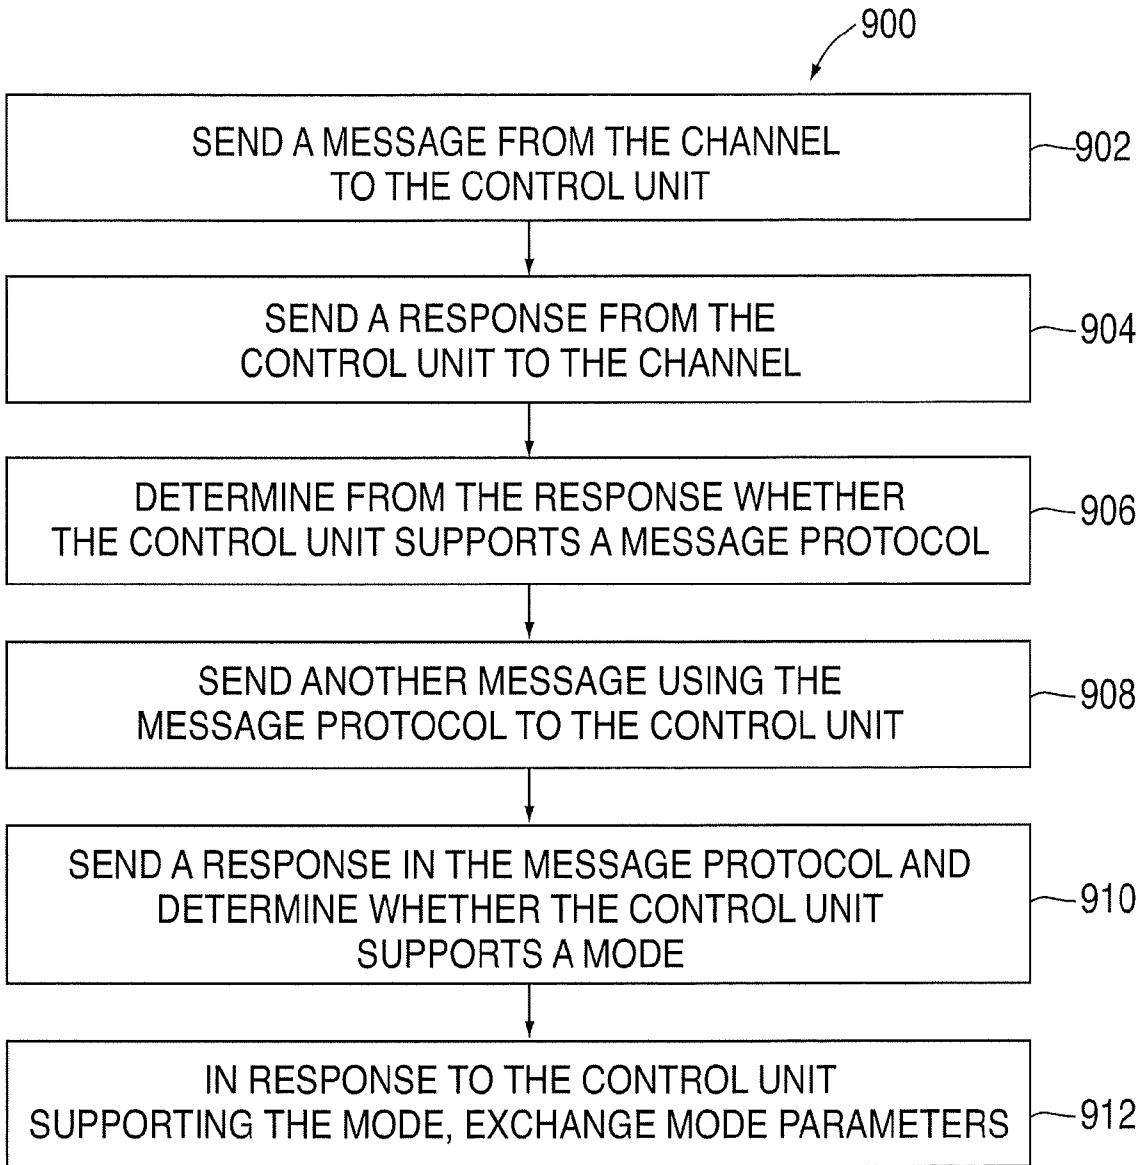 900
SEND A MESSAGE FROM THE CHANNEL
TO THE CONTROL UNIT
902
SEND A RESPONSE FROM THE
CONTROL UNIT TO THE CHANNEL
904
DETERMINE FROM THE RESPONSE WHETHER
THE CONTROL UNIT SUPPORTS A MESSAGE PROTOCOL
906
SEND ANOTHER MESSAGE USING THE
MESSAGE PROTOCOL TO THE CONTROL UNIT
908
SEND A RESPONSE IN THE MESSAGE PROTOCOL AND
DETERMINE WHETHER THE CONTROL UNIT
SUPPORTS A MODE
910
IN RESPONSE TO THE CONTROL UNIT
SUPPORTING THE MODE, EXCHANGE MODE PARAMETERS
912